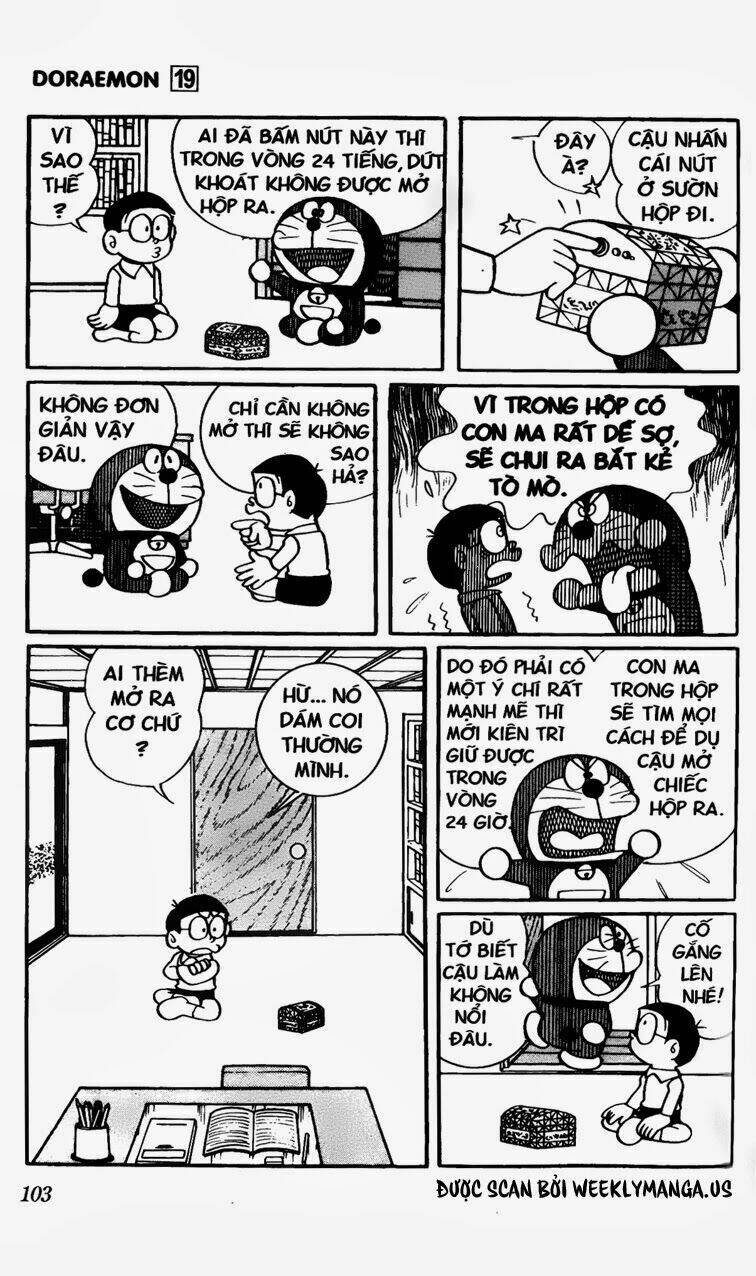 DORAEMON 19
CẬU NHẤN
CÁI NÚT
Ở SƯỜN
HỘP ĐI.
ĐÂY
À?
AI ĐÃ BẤM NÚT NÀY THÌ
TRONG VÒNG 24 TIẾNG, DỨT
KHOÁT KHÔNG ĐƯỢC MỞ
HỘP RA.
VÌ
SAO
THẾ
?
VÌ TRONG HỘP CÓ
CON MA RẤT DỄ SỢ,
SẼ CHUI RA BẮT KẺ
TÒ MÒ.
CHỈ CẦN KHÔNG
MỞ THÌ SẼ KHÔNG
SAO
HẢ?
KHÔNG ĐƠN
GIẢN VẬY
ĐÂU.
CON MA
TRONG HỘP
SẼ TÌM MỌI
CÁCH ĐỂ DỤ
CẬU MỞ
CHIẾC
HỘP RA.
DO ĐÓ PHẢI CÓ
MỘT Ý CHÍ RẤT
MẠNH MẼ THÌ
MỚI KIÊN TRÌ
GIỮ ĐƯỢC
TRONG
VÒNG
24 GIỜ.
CỐ
GẮNG
LÊN
NHÉ!
DÙ
TỚ BIẾT
CẬU LÀM
KHÔNG
NỔI
ĐÂU.
HỪ... NÓ
DÁM COI
THƯỜNG
MÌNH.
AI THÈM
MỞ RA
CƠ CHỨ
?
103
ĐƯỢC SCAN BỞI WEEKLYMANGA.US